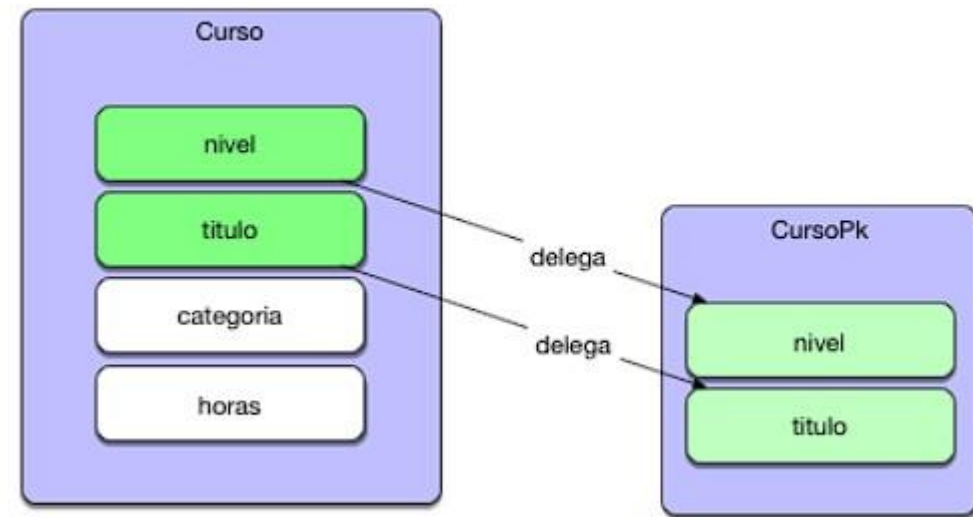 Curso
nivel
titulo
categoria
horas
delega
delega
CursoPk
nivel
titulo